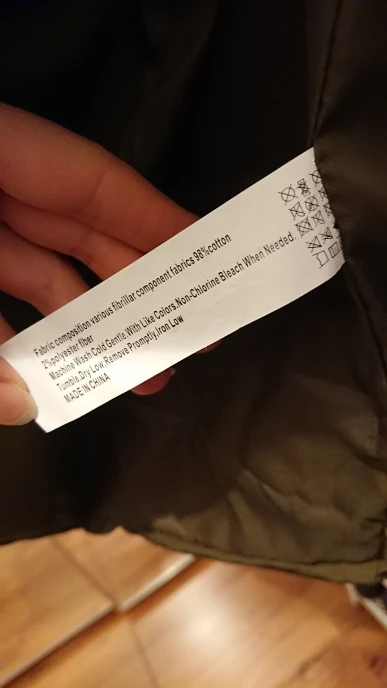 Fabric composition various fibrillar component fabrics 98%cotton
2%polyester fiber
Machine Wash Cold Gentle,With Like Colors,Non-Chlorine Bleach When Needed.
Tumble,Dry Low.Remove Promptly,Iron Low
MADE IN CHINA